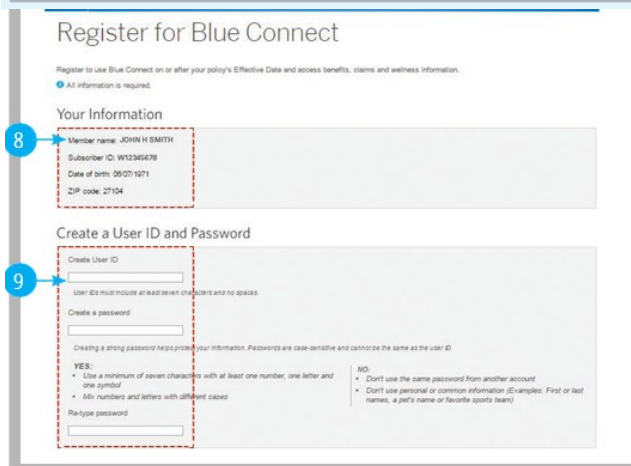 Register for Blue Connect
Register to use Blue Connect on or after your policy's Effective Date and access benefits, claims and wellness information.
All information is required.
Your Information
8
Member name: JOHN H SMITH
Subscriber ID: W12345678
Date of birth: 06/07/1971
ZIP code: 27104
Create a User ID and Password
Create User ID
9
User IDs must include at least seven characters and no spaces.
Create a password
Creating a strong password helps protect your information. Passwords are case-sensitive and cannot be the same as the user ID.
YES:
• Use a minimum of seven characters with at least one number, one letter and
one symbol
• Mix numbers and letters with different cases
NO:
• Don't use the same password from another account
• Don't use personal or common information (Examples: First or last
names, a pet's name or favorite sports team)
Re-type password